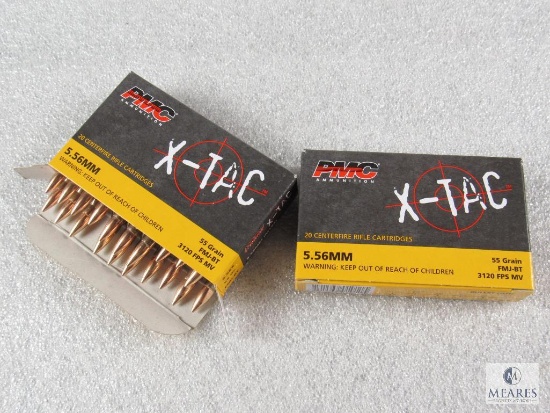 PMC
AMMUNITION
X-TAC
20 CENTERFIRE RIFLE CARTRIDGES
5.56MM
WARNING: KEEP OUT OF REACH OF CHILDREN
55 Grain
FMJ-BT
3120 FPS MV
PMC
AMMUNITION
X-TAC
20 CENTERFIRE RIFLE CARTRIDGES
5.56MM
WARNING: KEEP OUT OF REACH OF CHILDREN
55 Grain
FMJ-BT
3120 FPS MV
M
MEARES